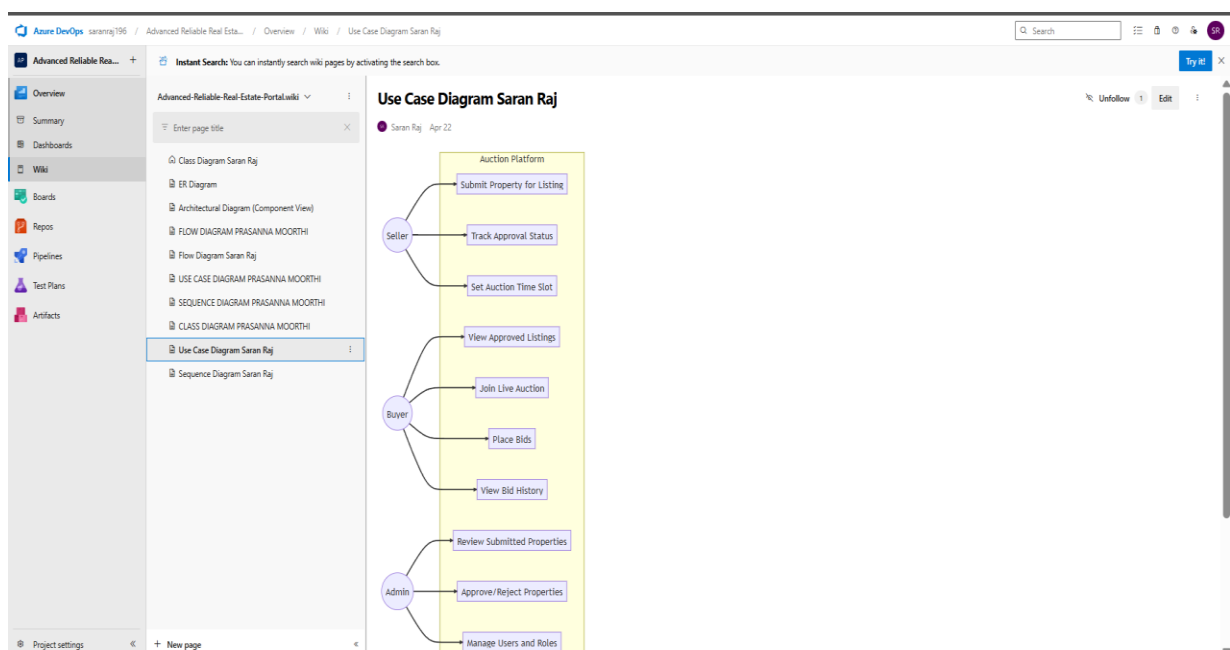 Azure DevOps saranraj196 / Advanced Reliable Real Esta... / Overview / Wiki / Use Case Diagram Saran Raj
Search
SR
Advanced Reliable Rea... +
Instant Search: You can instantly search wiki pages by activating the search box.
Try it!
Overview
Summary
Dashboards
Wiki
Boards
Repos
Pipelines
Test Plans
Artifacts
Project settings
Advanced-Reliable-Real-Estate-Portal.wiki
Enter page title
Class Diagram Saran Raj
ER Diagram
Architectural Diagram (Component View)
FLOW DIAGRAM PRASANNA MOORTHI
Flow Diagram Saran Raj
USE CASE DIAGRAM PRASANNA MOORTHI
SEQUENCE DIAGRAM PRASANNA MOORTHI
CLASS DIAGRAM PRASANNA MOORTHI
Use Case Diagram Saran Raj
Sequence Diagram Saran Raj
+ New page
Use Case Diagram Saran Raj
Unfollow 1 Edit
Saran Raj Apr 22
Auction Platform
Seller
Submit Property for Listing
Track Approval Status
Set Auction Time Slot
Buyer
View Approved Listings
Join Live Auction
Place Bids
View Bid History
Admin
Review Submitted Properties
Approve/Reject Properties
Manage Users and Roles